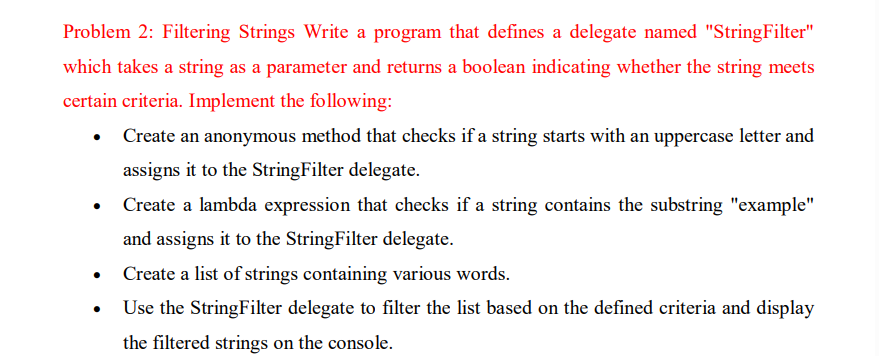 Problem 2: Filtering Strings Write a program that defines a delegate named "StringFilter"
which takes a string as a parameter and returns a boolean indicating whether the string meets
certain criteria. Implement the following:
• Create an anonymous method that checks if a string starts with an uppercase letter and
assigns it to the StringFilter delegate.
• Create a lambda expression that checks if a string contains the substring "example"
and assigns it to the StringFilter delegate.
• Create a list of strings containing various words.
• Use the StringFilter delegate to filter the list based on the defined criteria and display
the filtered strings on the console.